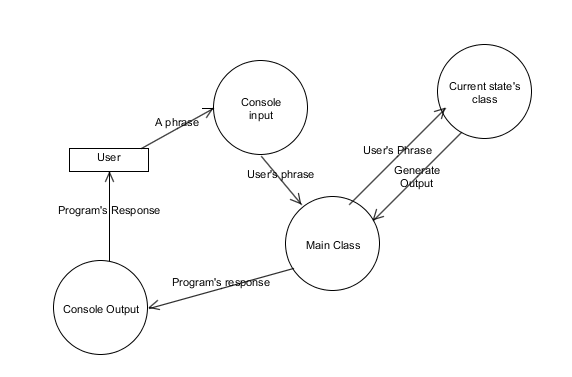 Current state's
class
Console
input
A phrase
User
User's Phrase
User's phrase
Generate
Output
Program's Response
Main Class
Program's response
Console Output